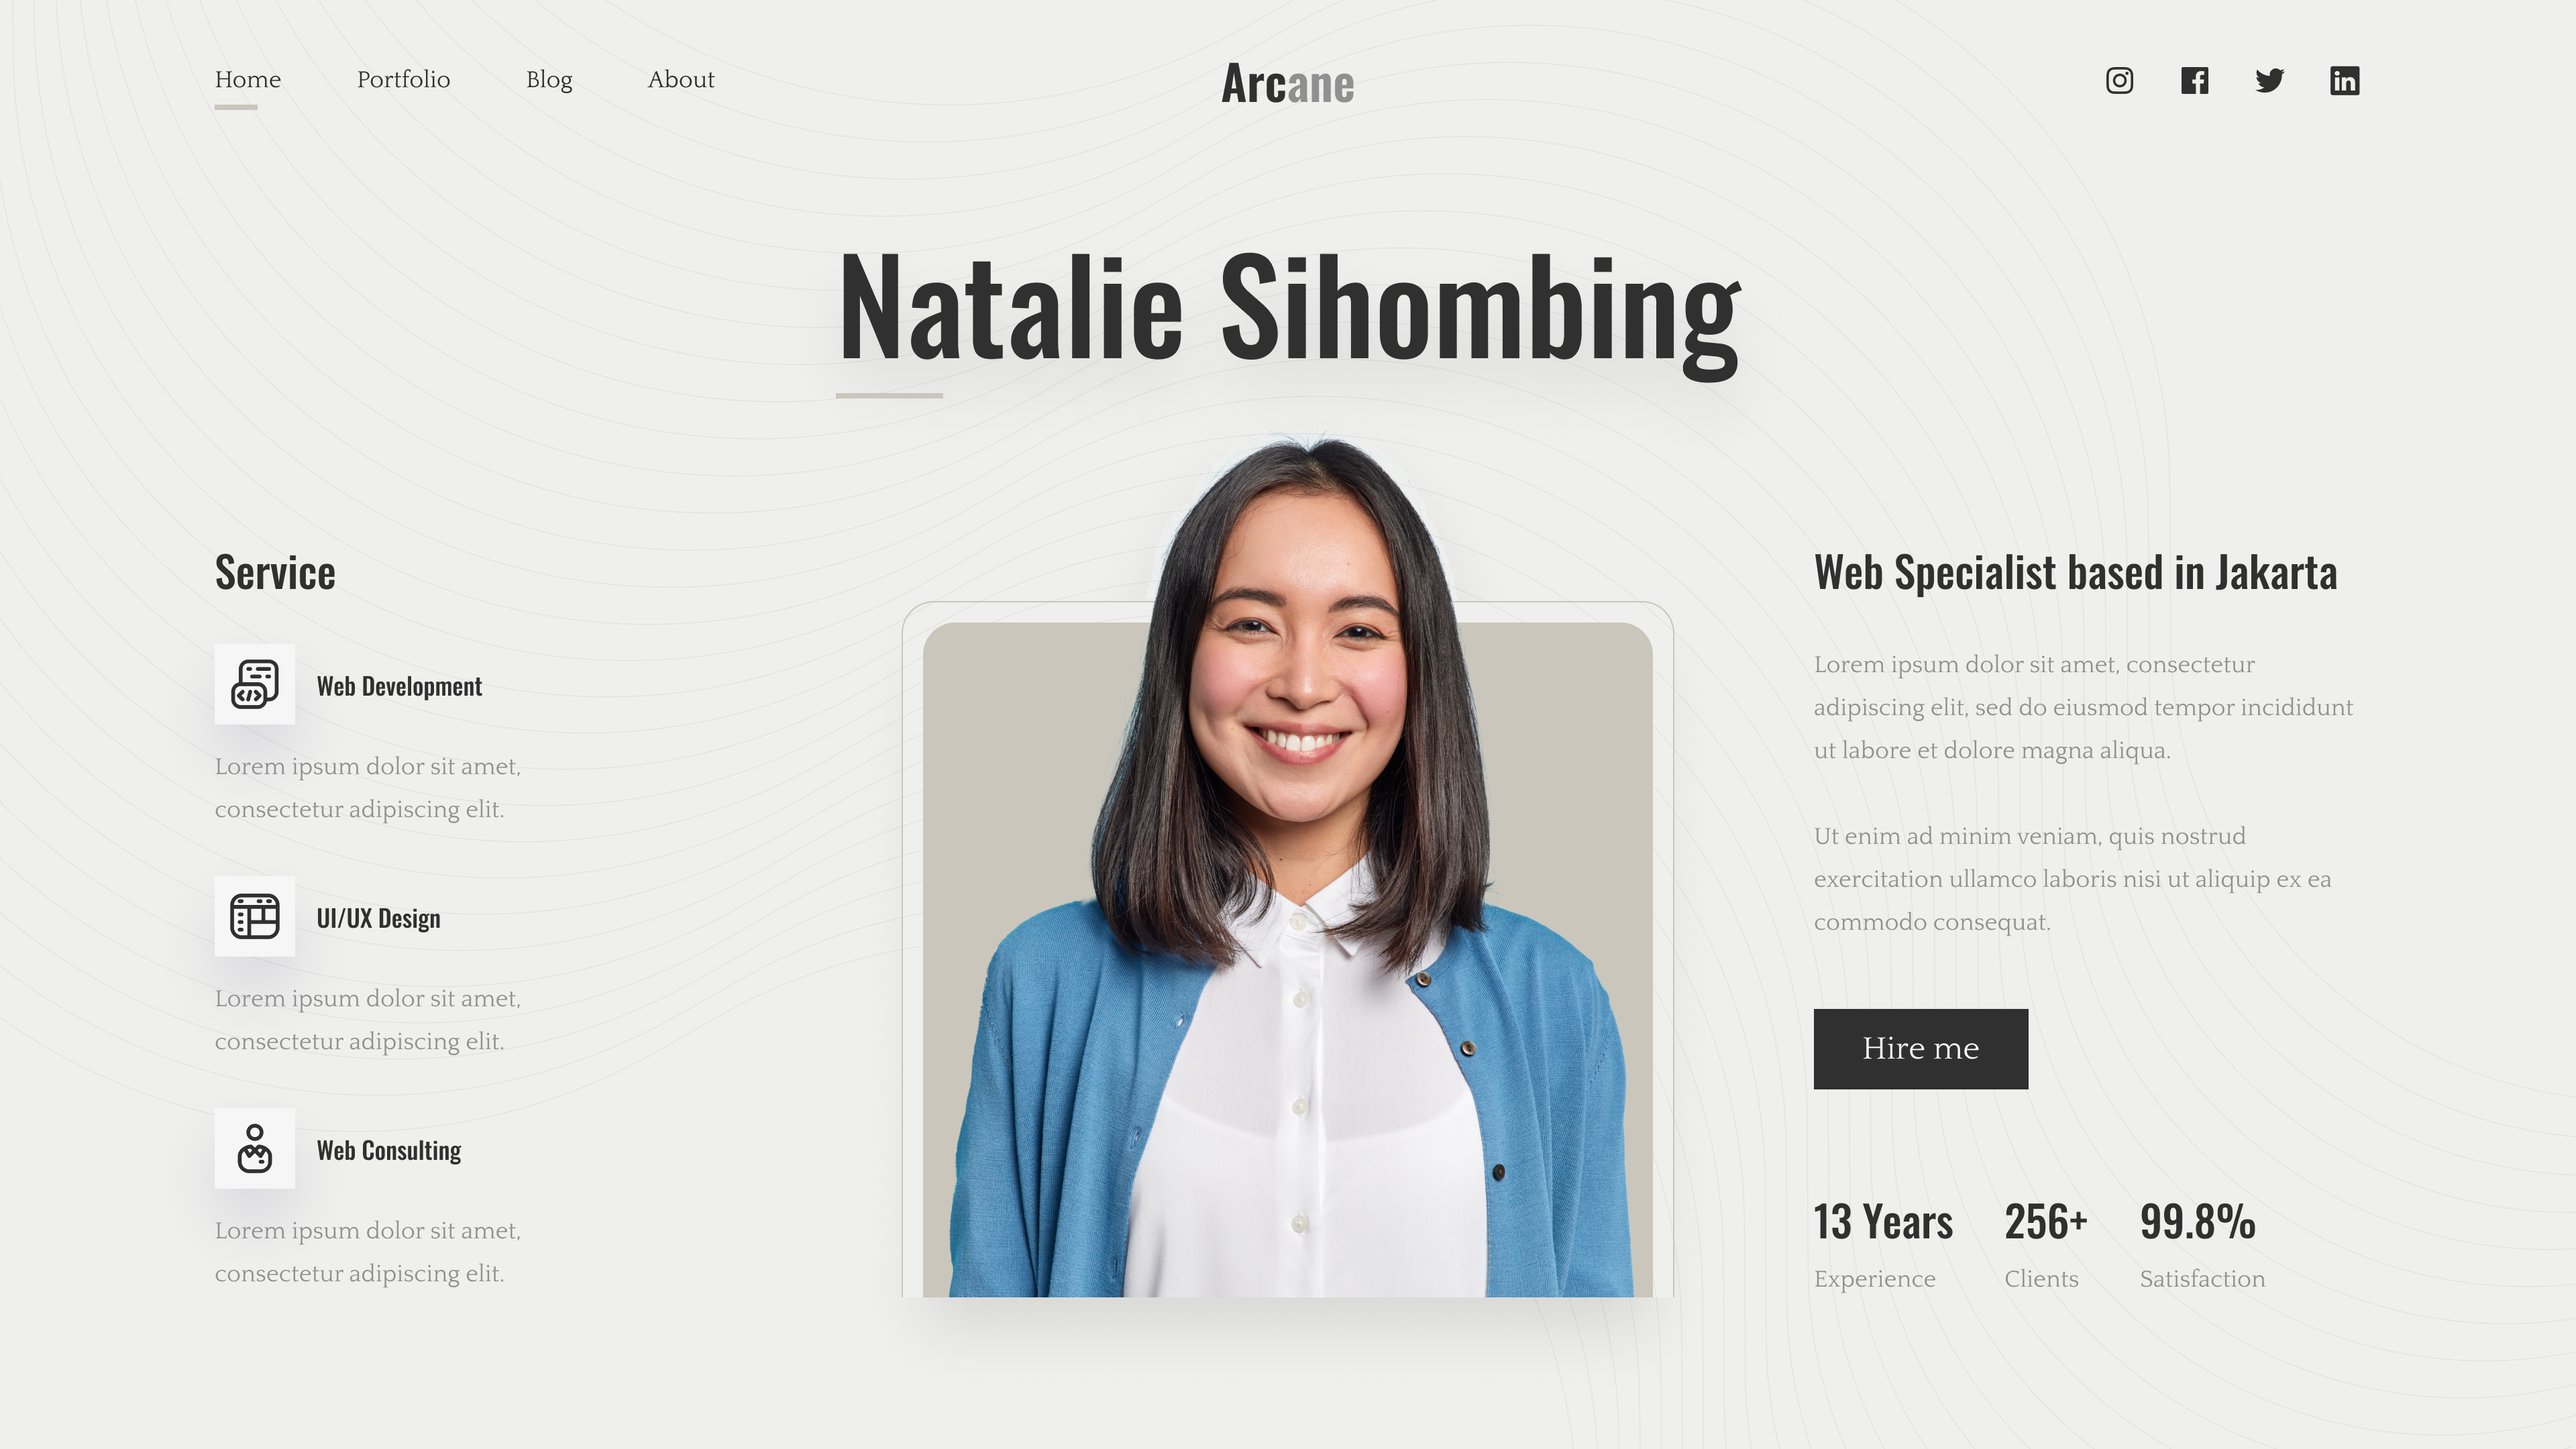 Home Portfolio Blog About
Arcane
Natalie Sihombing
Service
Web Development
Lorem ipsum dolor sit amet,
consectetur adipiscing elit.
UI/UX Design
Lorem ipsum dolor sit amet,
consectetur adipiscing elit.
Web Consulting
Lorem ipsum dolor sit amet,
consectetur adipiscing elit.
Web Specialist based in Jakarta
Lorem ipsum dolor sit amet, consectetur
adipiscing elit, sed do eiusmod tempor incididunt
ut labore et dolore magna aliqua.
Ut enim ad minim veniam, quis nostrud
exercitation ullamco laboris nisi ut aliquip ex ea
commodo consequat.
Hire me
13 Years 256+ 99.8%
Experience Clients Satisfaction